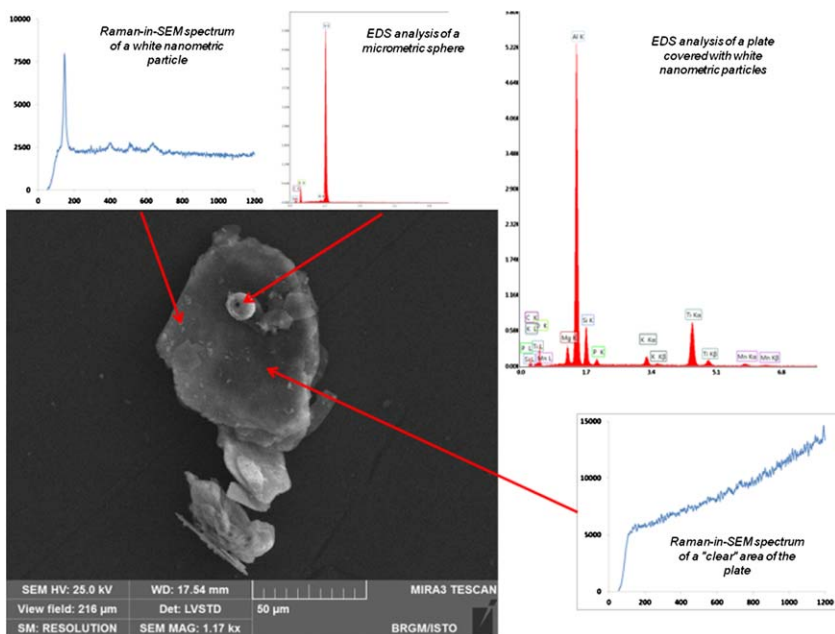 Raman-in-SEM spectrum
of a white nanometric
particle
10000
7500
5000
2500
0
0 200 400 600 800 1000 1200
EDS analysis of a
micrometric sphere
EDS analysis of a plate
covered with white
nanometric particles
Al K
C K
K L
P L
Ti L
Mn L
Mg K
Si K
P K
K Kα
K Kβ
Ti Kα
Ti Kβ
Mn Kα
Mn Kβ
0.0 1.7 3.4 5.1 6.8
15000
10000
5000
0
0 200 400 600 800 1000 1200
Raman-in-SEM spectrum
of a "clear" area of the
plate
SEM HV: 25.0 kV WD: 17.54 mm MIRA3 TESCAN
View field: 216 µm Det: LVSTD 50 µm
SM: RESOLUTION SEM MAG: 1.17 kx BRGM/ISTO